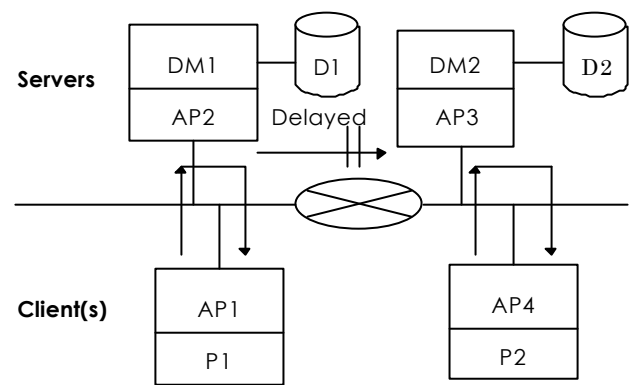 DM1
D1
DM2
D2
Servers
AP2
Delayed
AP3
Client(s)
AP1
AP4
P1
P2